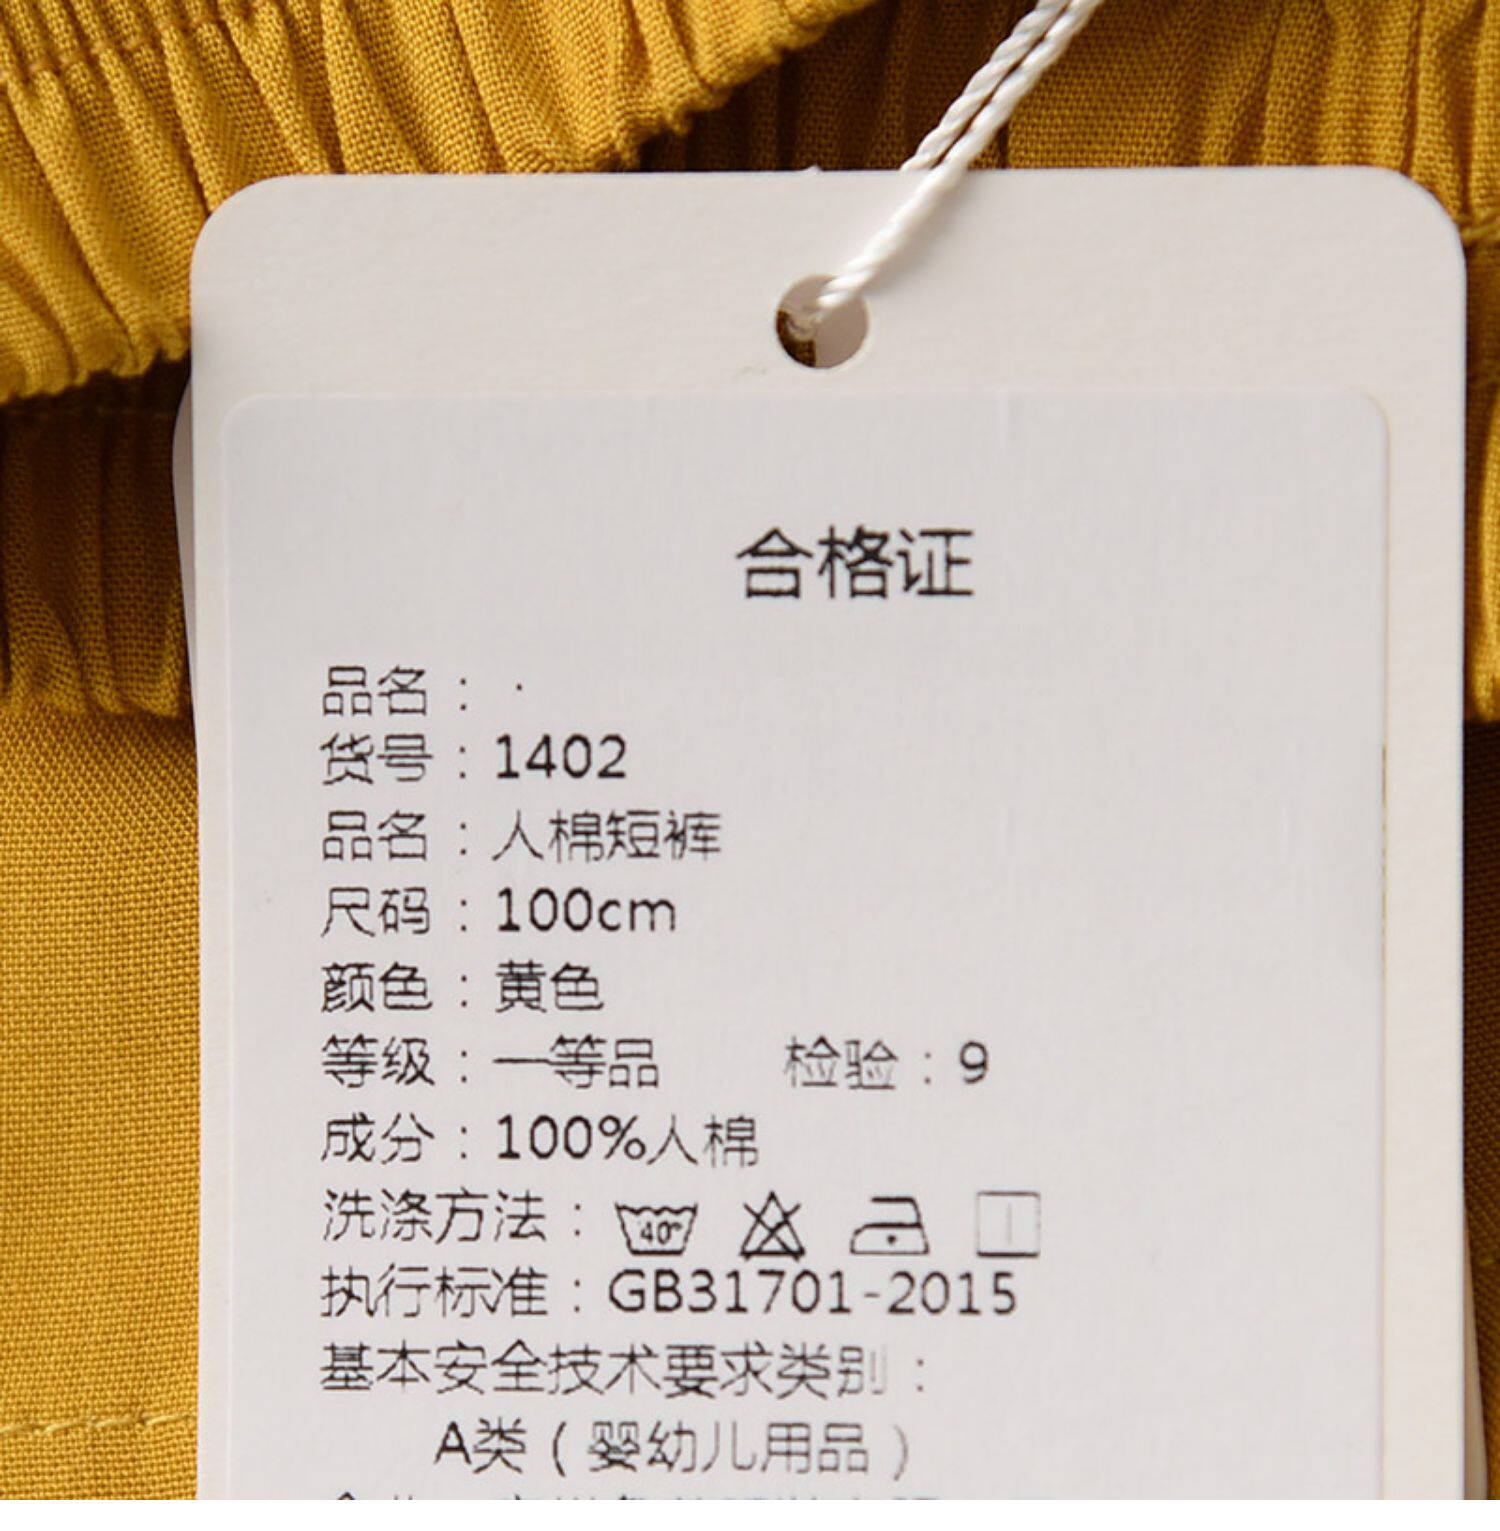 合格证
品名： ·
货号：1402
品名：人棉短裤
尺码：100cm
颜色：黄色
等级：一等品 检验：9
成分：100%人棉
洗涤方法： 40°
执行标准：GB31701-2015
基本安全技术要求类别：
A类（婴幼儿用品）